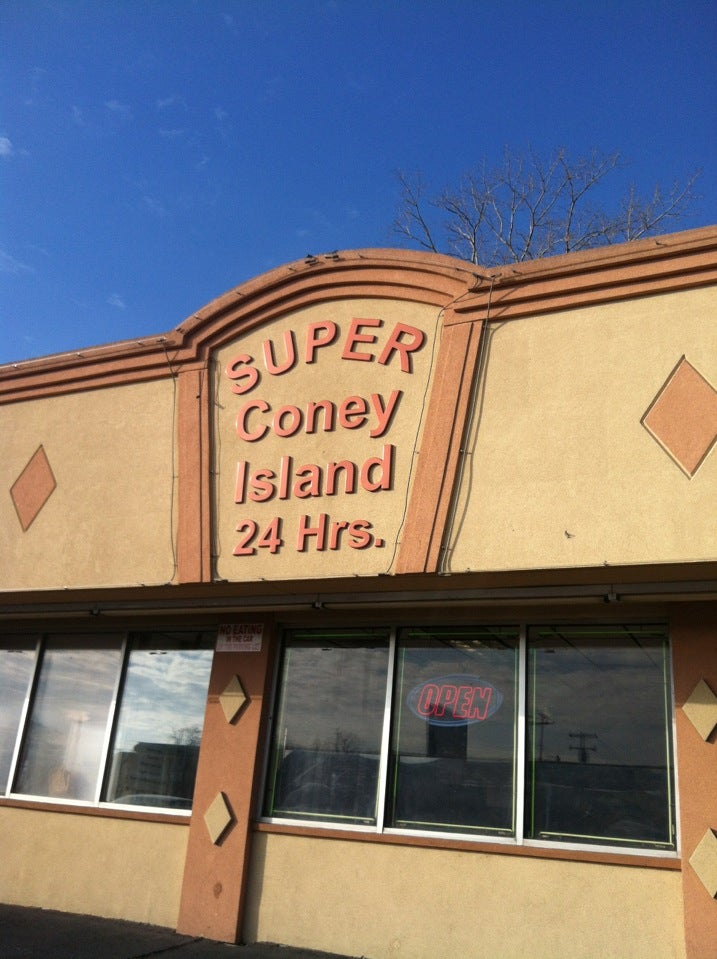 SUPER
Coney
Island
24 Hrs.
NO EATING
IN THE CAR
OPEN